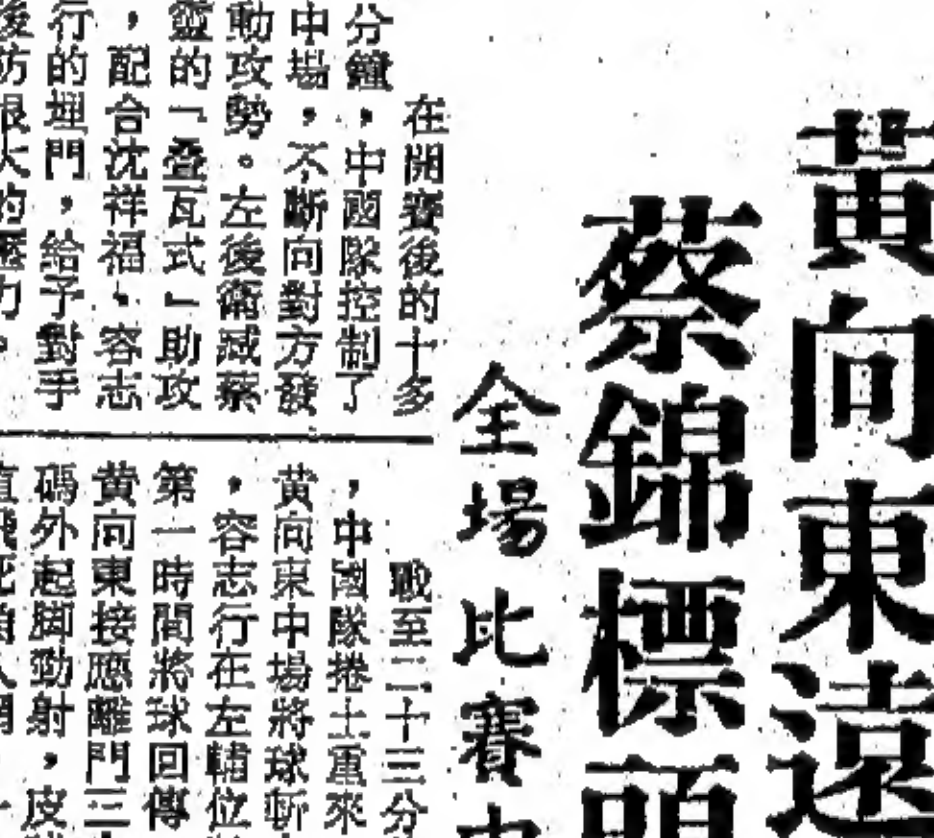 黃向東遠
蔡錦標頭
全場比賽
在開賽後的十多
分鐘，中國隊控制了
中場，不斷向對方發
動攻勢。左後衛臧蔡
靈的「叠瓦式」助攻
，配合沈祥福、容志
行的埋門，給予對手
後防很大的壓力。
戰至二十三分
，中國隊捲土重來
黃向東中場將球
，容志行在左輔位
第一時間將球回傳
黃向東接應離門三
碼外起脚勁射，皮